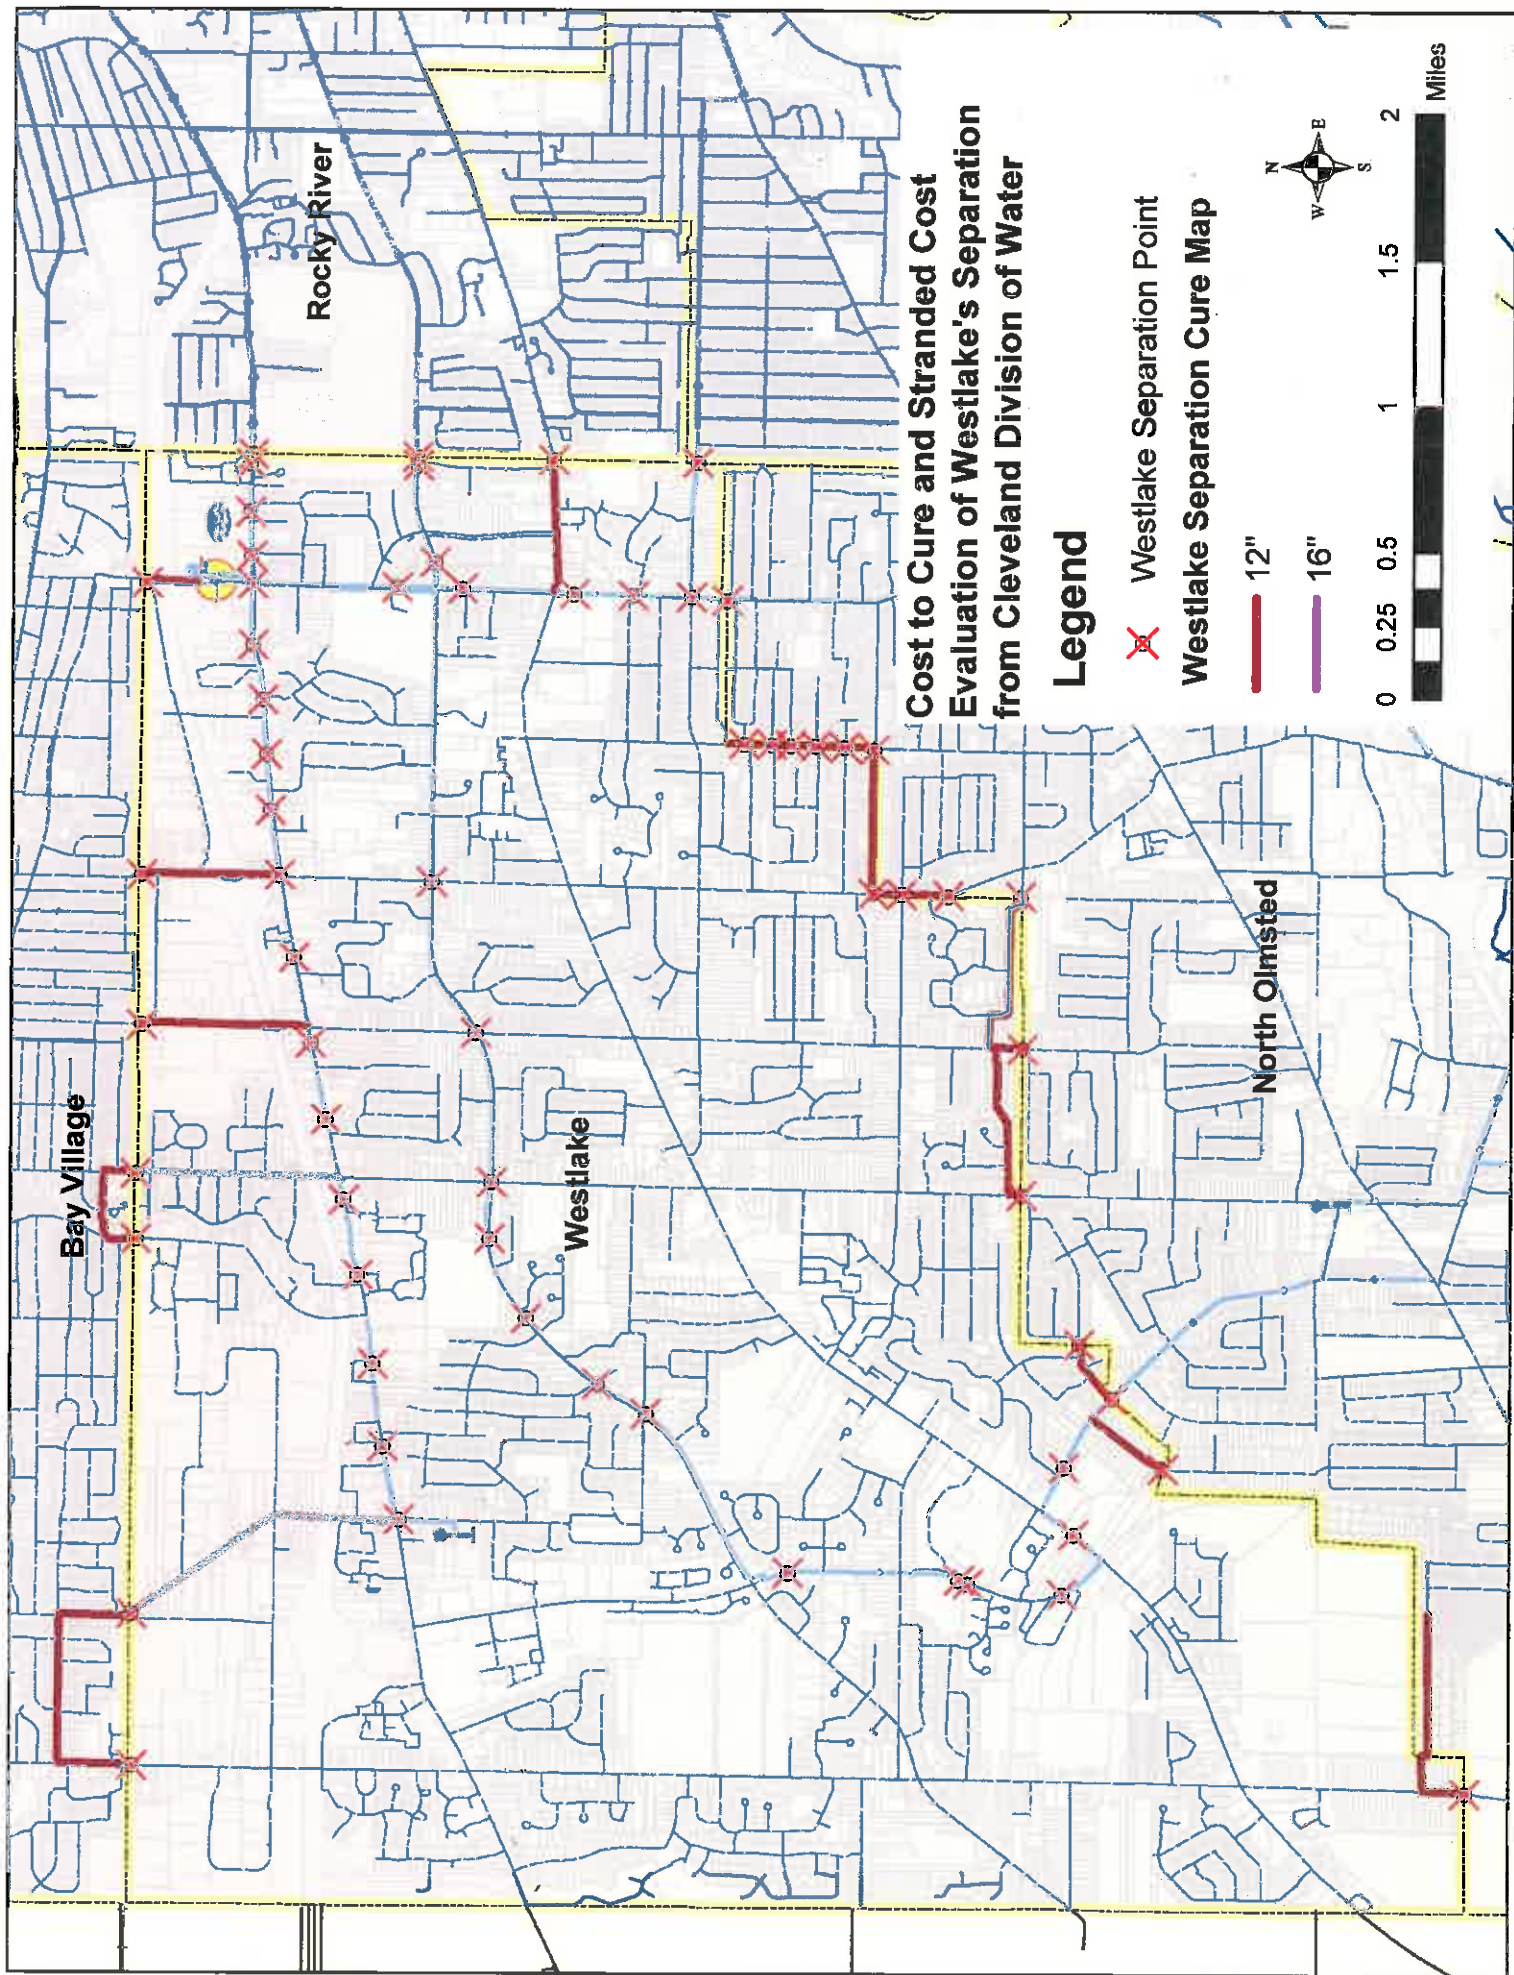 Bay Village
Rocky River
Westlake
North Olmsted
Cost to Cure and Stranded Cost
Evaluation of Westlake's Separation
from Cleveland Division of Water
Legend
Westlake Separation Point
Westlake Separation Cure Map
12"
16"
N
W
E
S
0 0.25 0.5 1 1.5 2
Miles